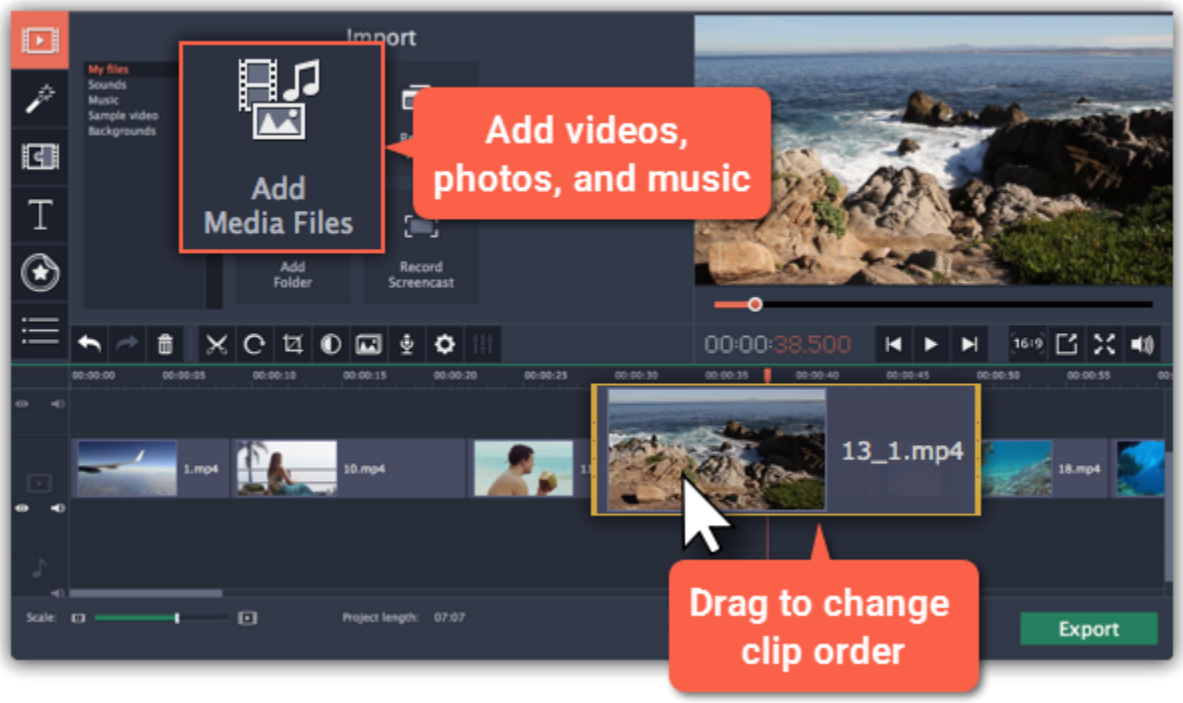 Import
My files
Sounds
Music
Sample video
Backgrounds
Add
Media Files
Add videos,
photos, and music
Add
Folder
Record
Screencast
T
00:00:38.500
16:9
00:00:00 00:00:05 00:00:10 00:00:15 00:00:20 00:00:25 00:00:30 00:00:35 00:00:40 00:00:45 00:00:50 00:00:55
1.mp4
10.mp4
13_1.mp4
18.mp4
Drag to change
clip order
Scale:
Project length: 07:07
Export